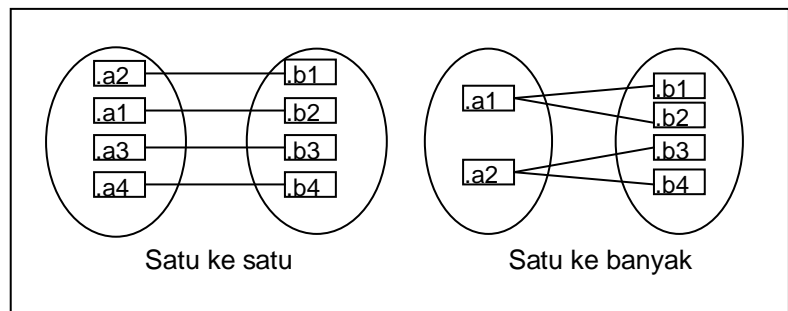 .a2
.a1
.a3
.a4
.b1
.b2
.b3
.b4
Satu ke satu
.a1
.a2
.b1
.b2
.b3
.b4
Satu ke banyak